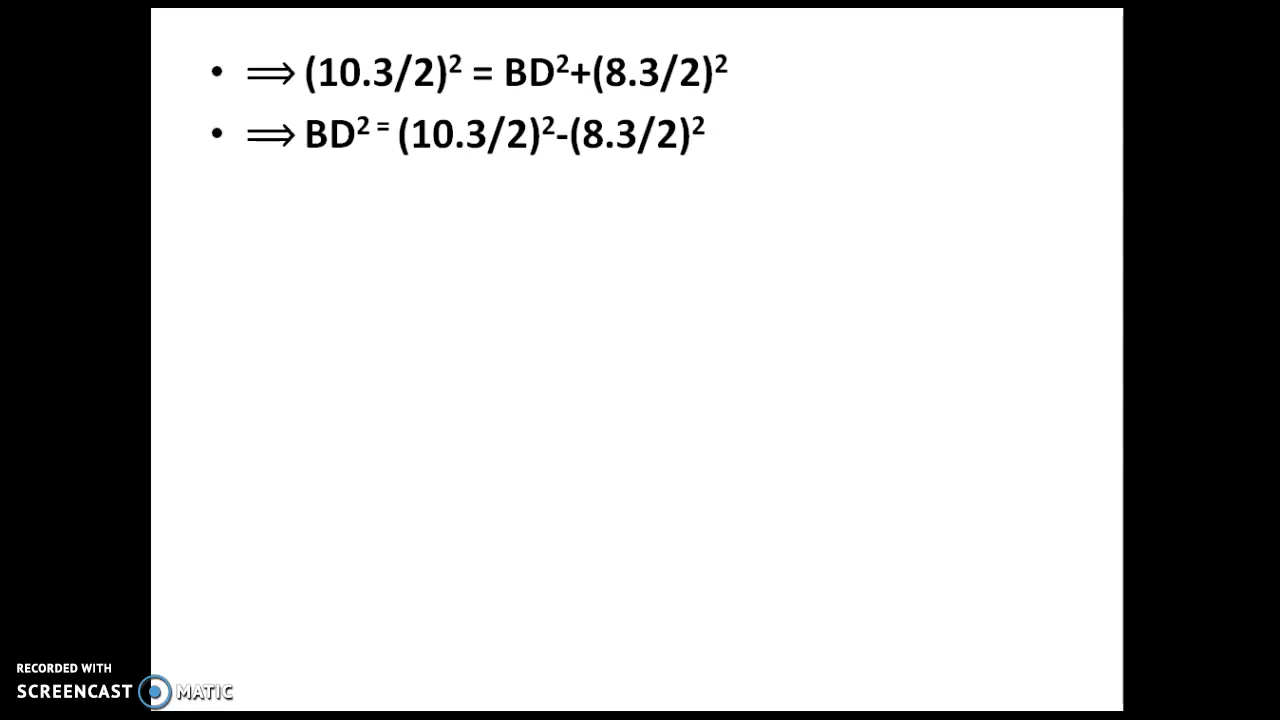 • ⟹ (10.3/2)² = BD²+(8.3/2)²
• ⟹ BD² ⁼ (10.3/2)²-(8.3/2)²
RECORDED WITH
SCREENCAST MATIC